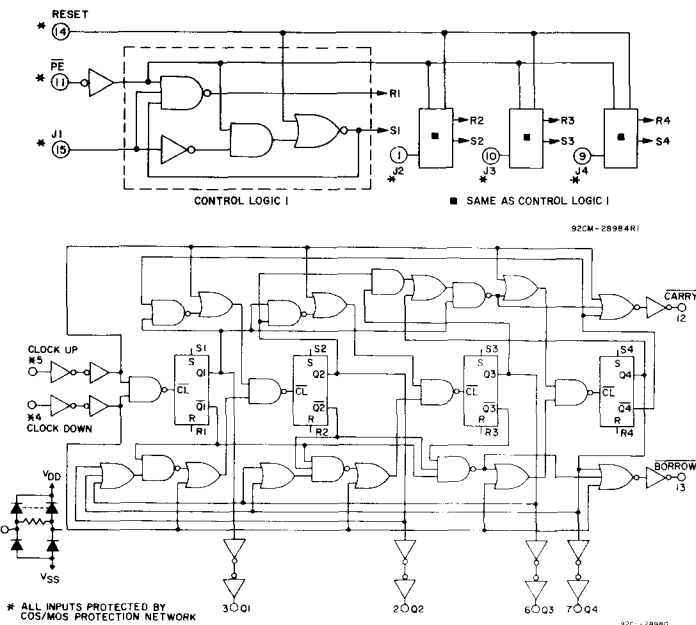 RESET
* 14
PE
* 11
J1
* 15
R1
S1
CONTROL LOGIC 1
R2
S2
1
J2
*
R3
S3
10
J3
*
R4
S4
9
J4
*
■ SAME AS CONTROL LOGIC 1
92CM-28984R1
CARRY
12
CLOCK UP
*5
*4
CLOCK DOWN
S1
S
Q1
CL
Q1
R
R1
S2
S
Q2
CL
Q2
R
R2
S3
S
Q3
CL
Q3
R
R3
S4
S
Q4
CL
Q4
R
R4
BORROW
13
VDD
VSS
3 Q1
2 Q2
6 Q3
7 Q4
* ALL INPUTS PROTECTED BY
COS/MOS PROTECTION NETWORK